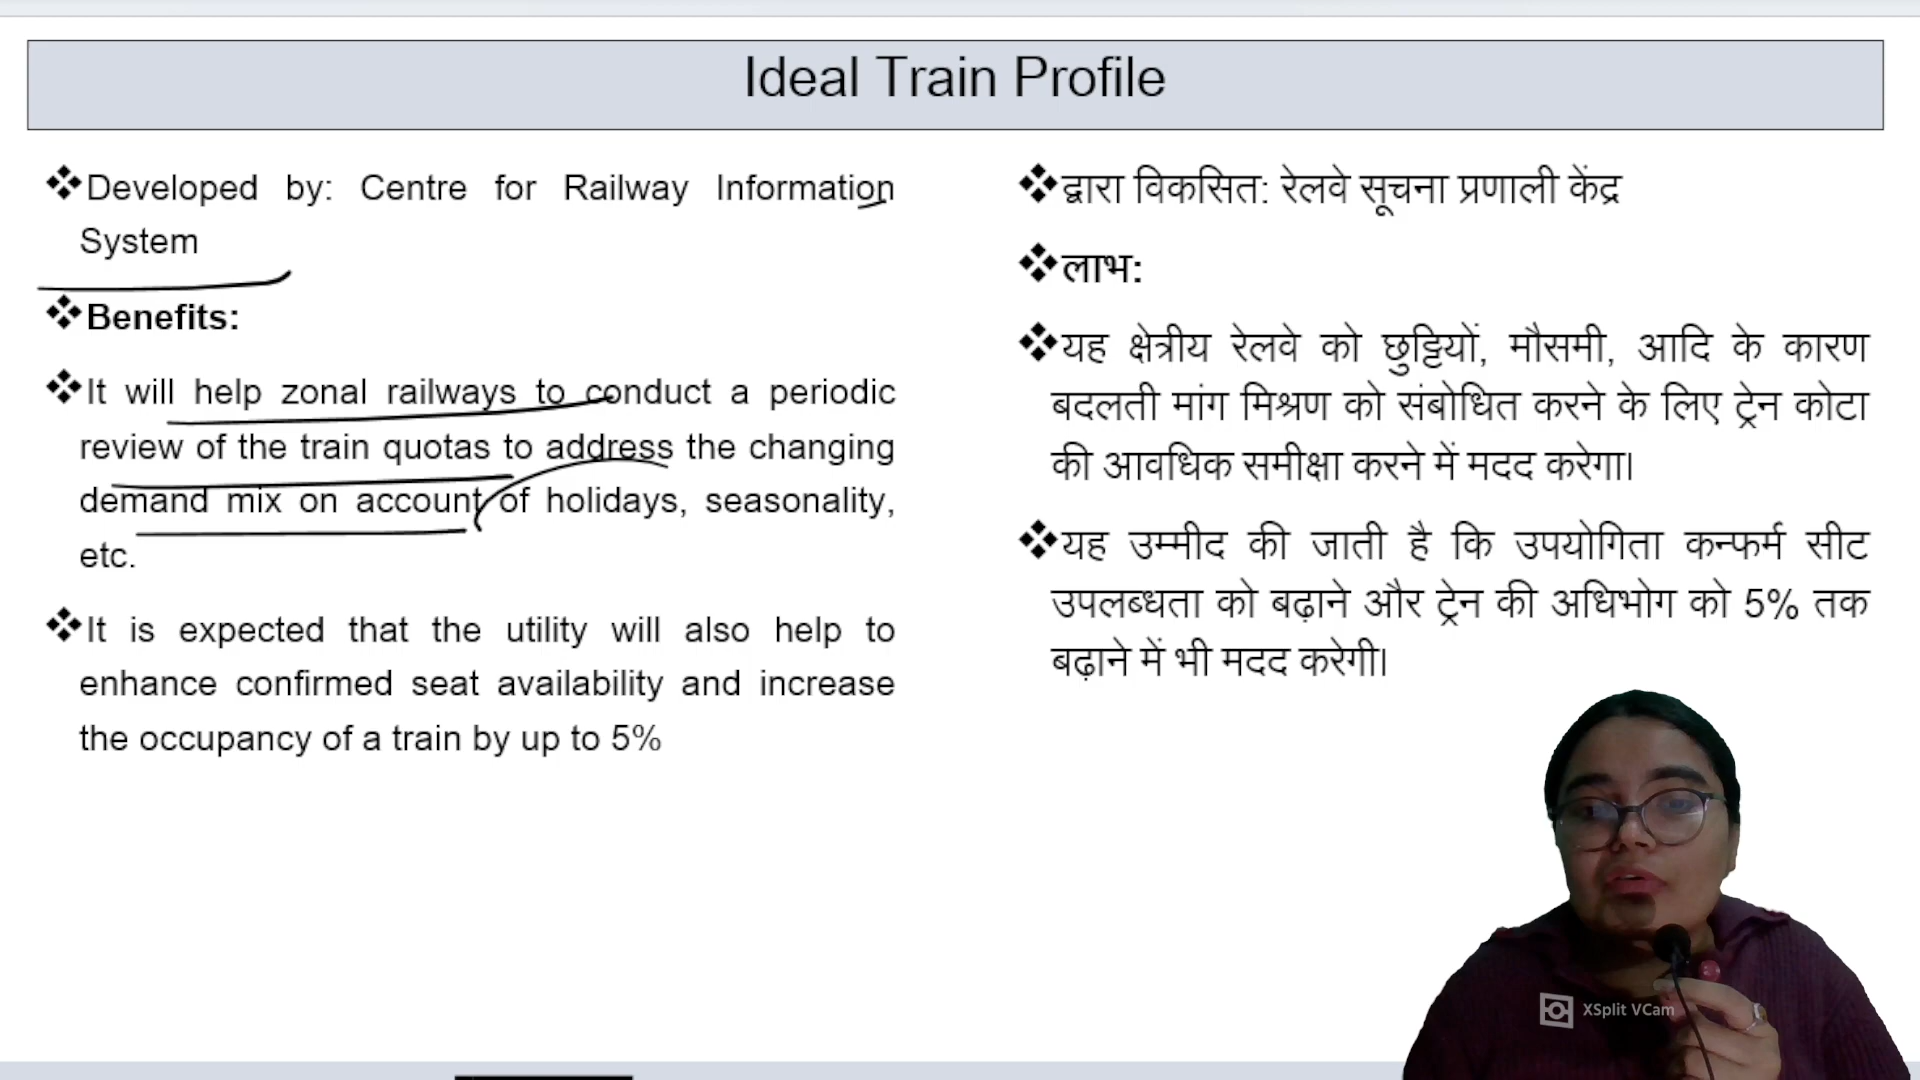 Ideal Train Profile
❖Developed by: Centre for Railway Information
System
❖Benefits:
❖It will help zonal railways to conduct a periodic
review of the train quotas to address the changing
demand mix on account of holidays, seasonality,
etc.
❖It is expected that the utility will also help to
enhance confirmed seat availability and increase
the occupancy of a train by up to 5%
❖द्वारा विकसित: रेलवे सूचना प्रणाली केंद्र
❖लाभ:
❖यह क्षेत्रीय रेलवे को छुट्टियों, मौसमी, आदि के कारण
बदलती मांग मिश्रण को संबोधित करने के लिए ट्रेन कोटा
की आवधिक समीक्षा करने में मदद करेगा।
❖यह उम्मीद की जाती है कि उपयोगिता कन्फर्म सीट
उपलब्धता को बढ़ाने और ट्रेन की अधिभोग को 5% तक
बढ़ाने में भी मदद करेगी।
XSplit VCam